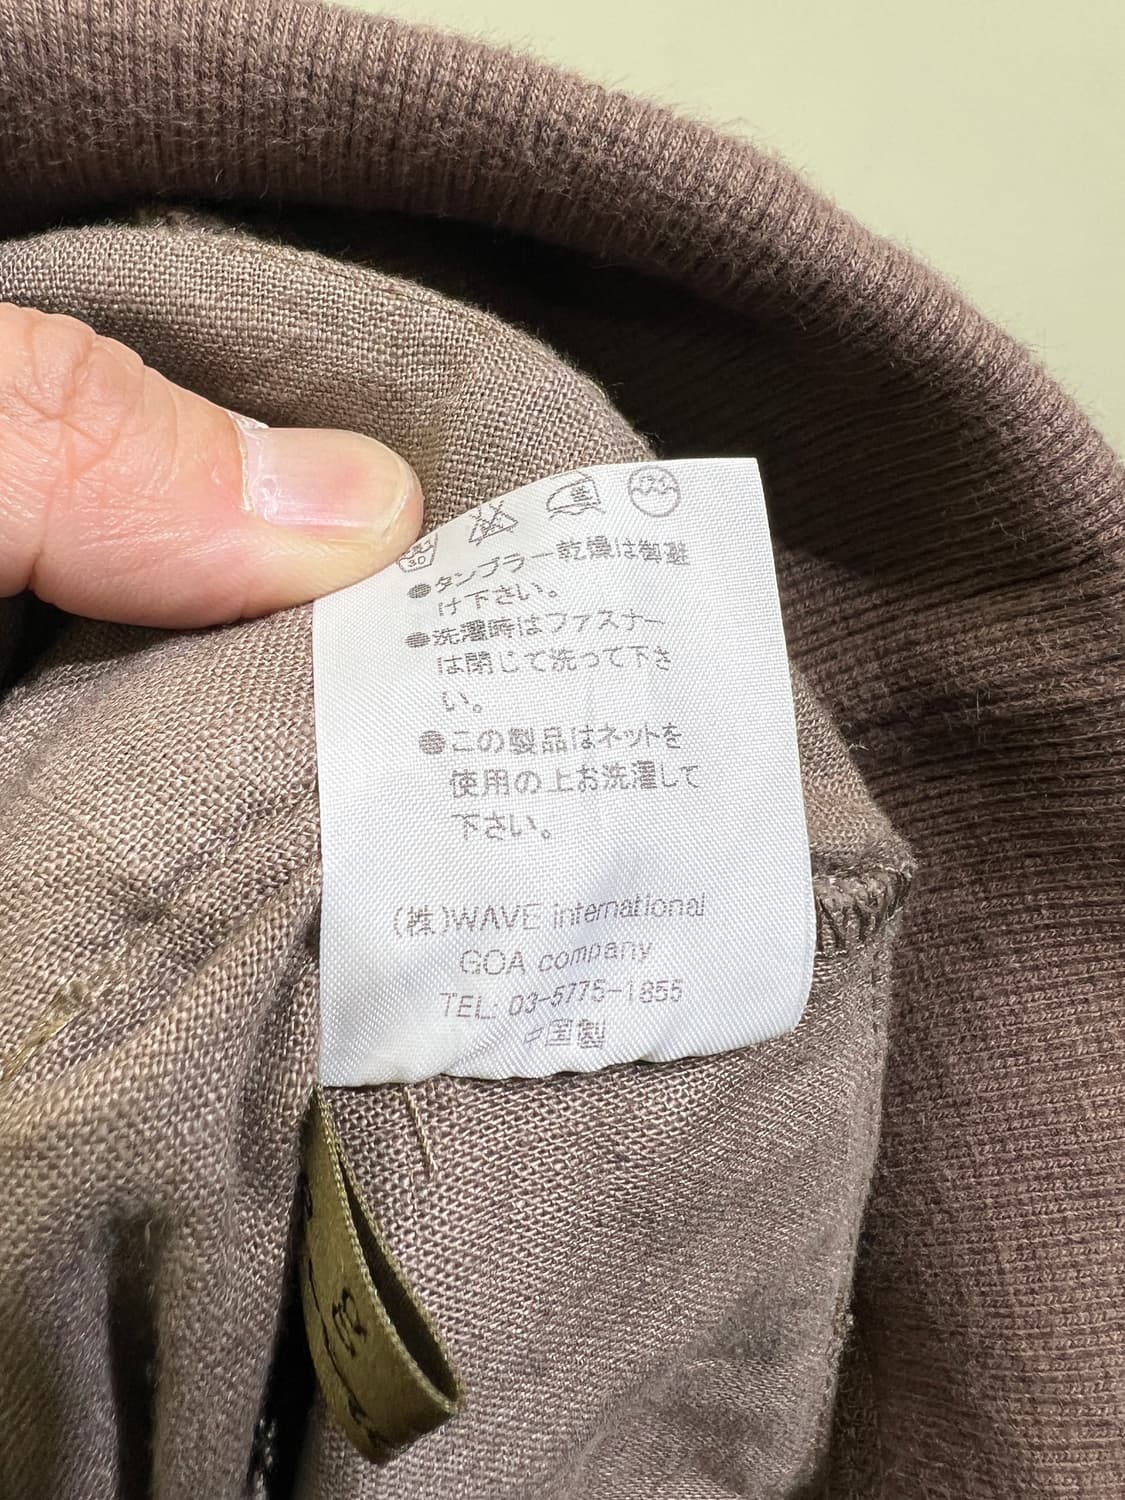 30
●タンブラー乾燥は御避
け下さい。
●洗濯時はファスナー
は閉じて洗って下さ
い。
●この製品はネットを
使用の上お洗濯して
下さい。
(株)WAVE international
GOA company
TEL: 03-5775-1855
中国製